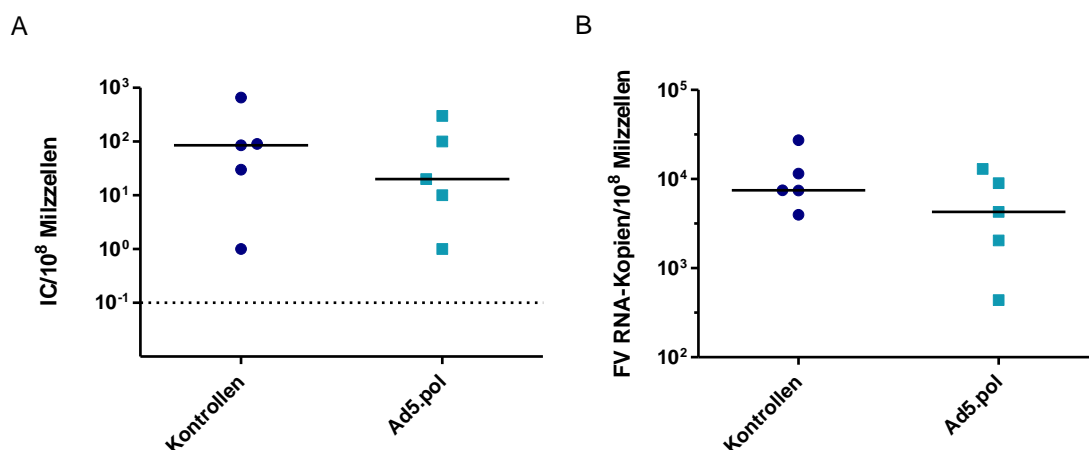 A
IC/10⁸ Milzzellen
10³
10²
10¹
10⁰
10⁻¹
Kontrollen
Ad5.pol
B
FV RNA-Kopien/10⁸ Milzzellen
10⁵
10⁴
10³
10²
Kontrollen
Ad5.pol